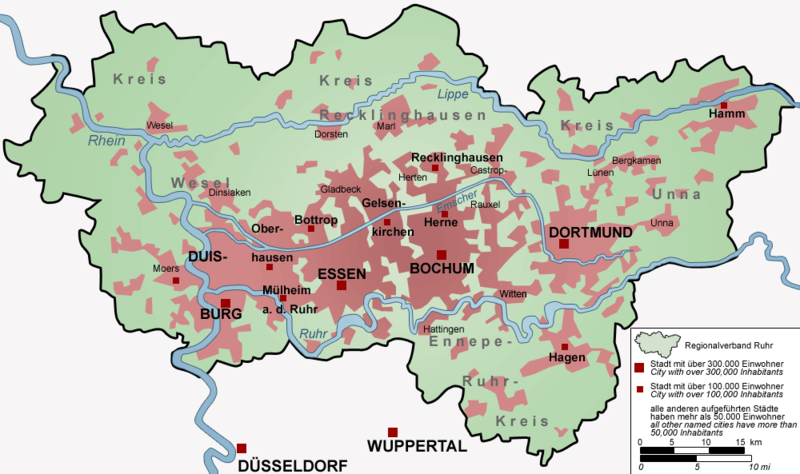 Kreis
Kreis
Lippe
Recklinghausen
Hamm
Wesel
Dorsten
Marl
Kreis
Rhein
Recklinghausen
Bergkamen
Castrop-
Lünen
Herten
Wesel
Gladbeck
Dinslaken
Unna
Gelsen-
Emscher
Rauxel
Bottrop
Herne
Unna
Ober-
kirchen
DORTMUND
DUIS-
hausen
Moers
ESSEN
BOCHUM
Mülheim
a. d. Ruhr
Witten
BURG
Ruhr
Hattingen
Ennepe-
Hagen
Ruhr-
Kreis
WUPPERTAL
DÜSSELDORF
Regionalverband Ruhr
Stadt mit über 300.000 Einwohner
City with over 300,000 Inhabitants
Stadt mit über 100.000 Einwohner
City with over 100,000 Inhabitants
alle anderen aufgeführten Städte
haben mehr als 50.000 Einwohner
all other named cities have more than
50,000 Inhabitants
0 5 10 15 km
0 5 10 mi